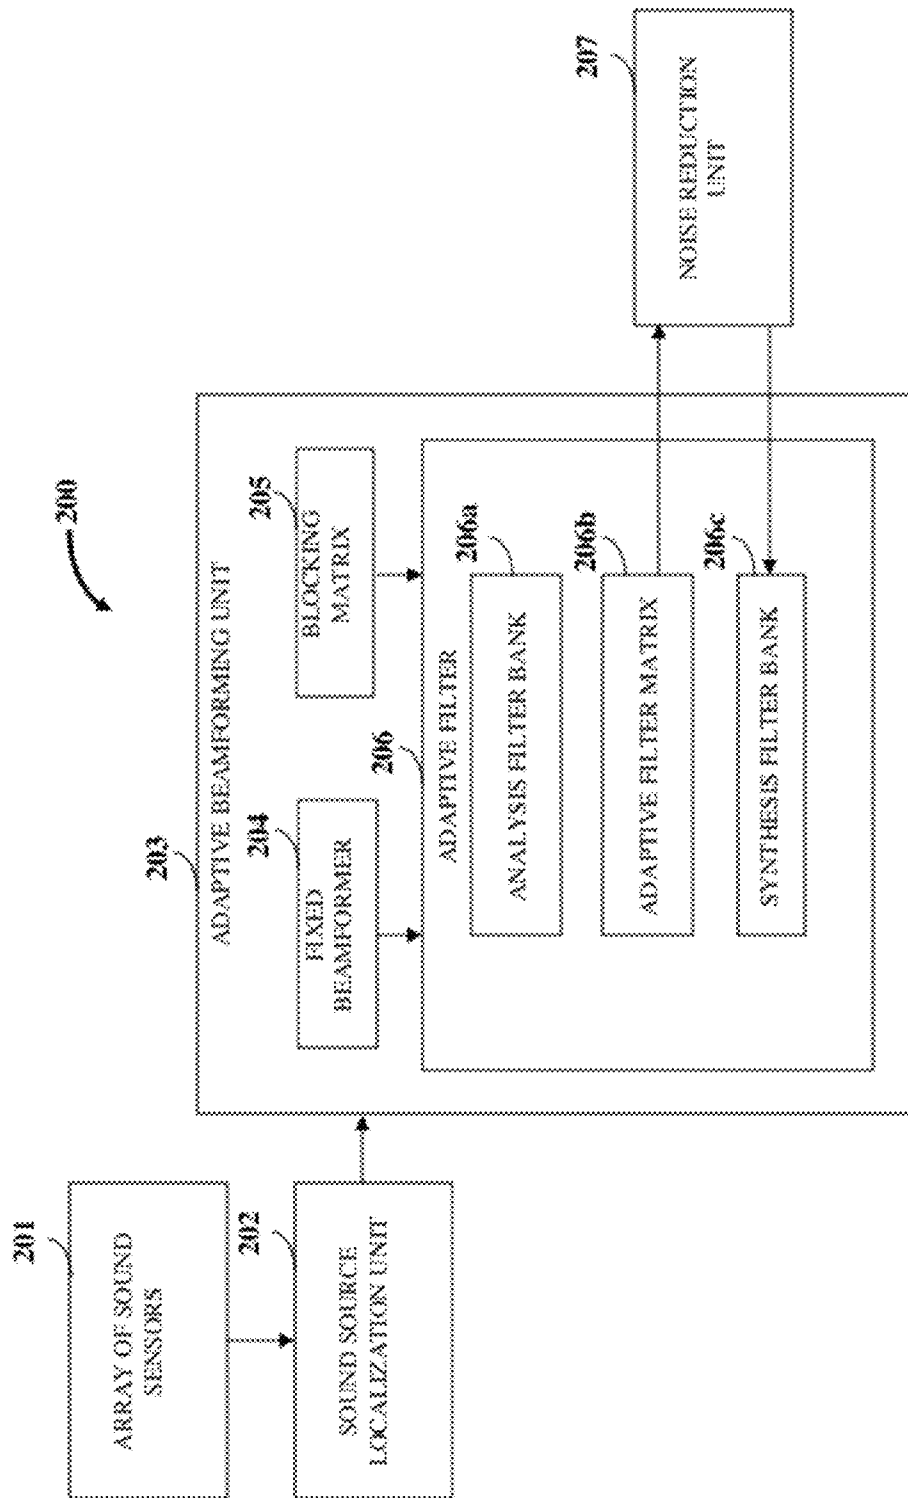 200
201
ARRAY OF SOUND
SENSORS
202
SOUND SOURCE
LOCALIZATION UNIT
203
ADAPTIVE BEAMFORMING UNIT
204
FIXED
BEAMFORMER
205
BLOCKING
MATRIX
206
ADAPTIVE FILTER
206a
ANALYSIS FILTER BANK
206b
ADAPTIVE FILTER MATRIX
206c
SYNTHESIS FILTER BANK
207
NOISE REDUCTION
UNIT